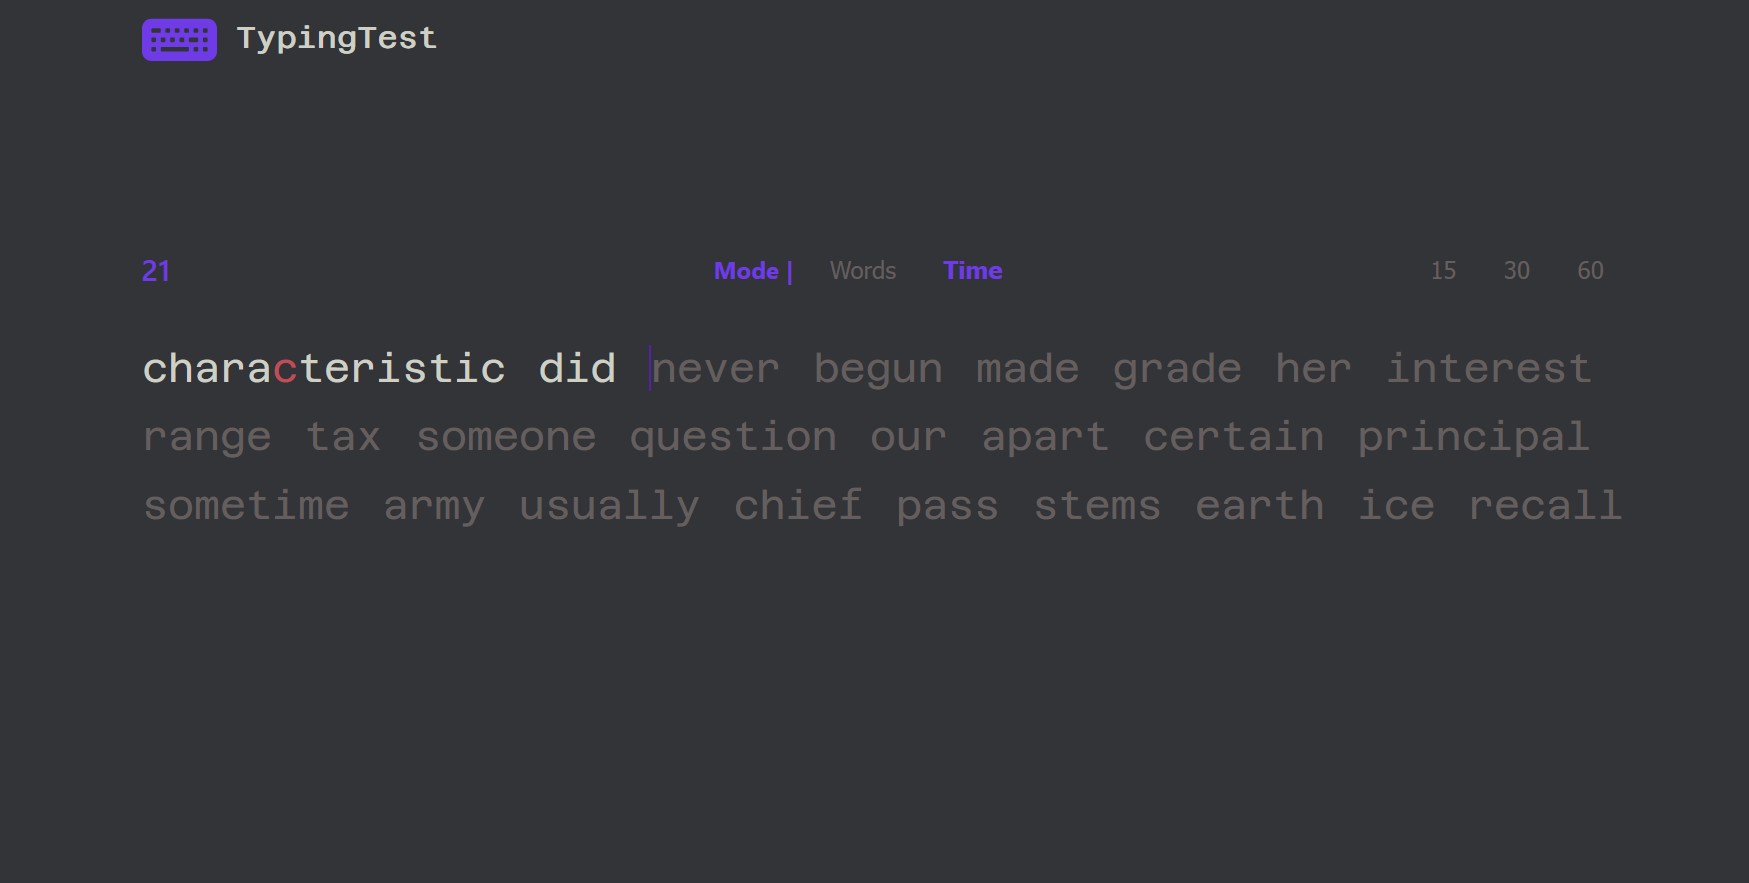 TypingTest
21 Mode | Words Time 15 30 60
characteristic did never begun made grade her interest
range tax someone question our apart certain principal
sometime army usually chief pass stems earth ice recall